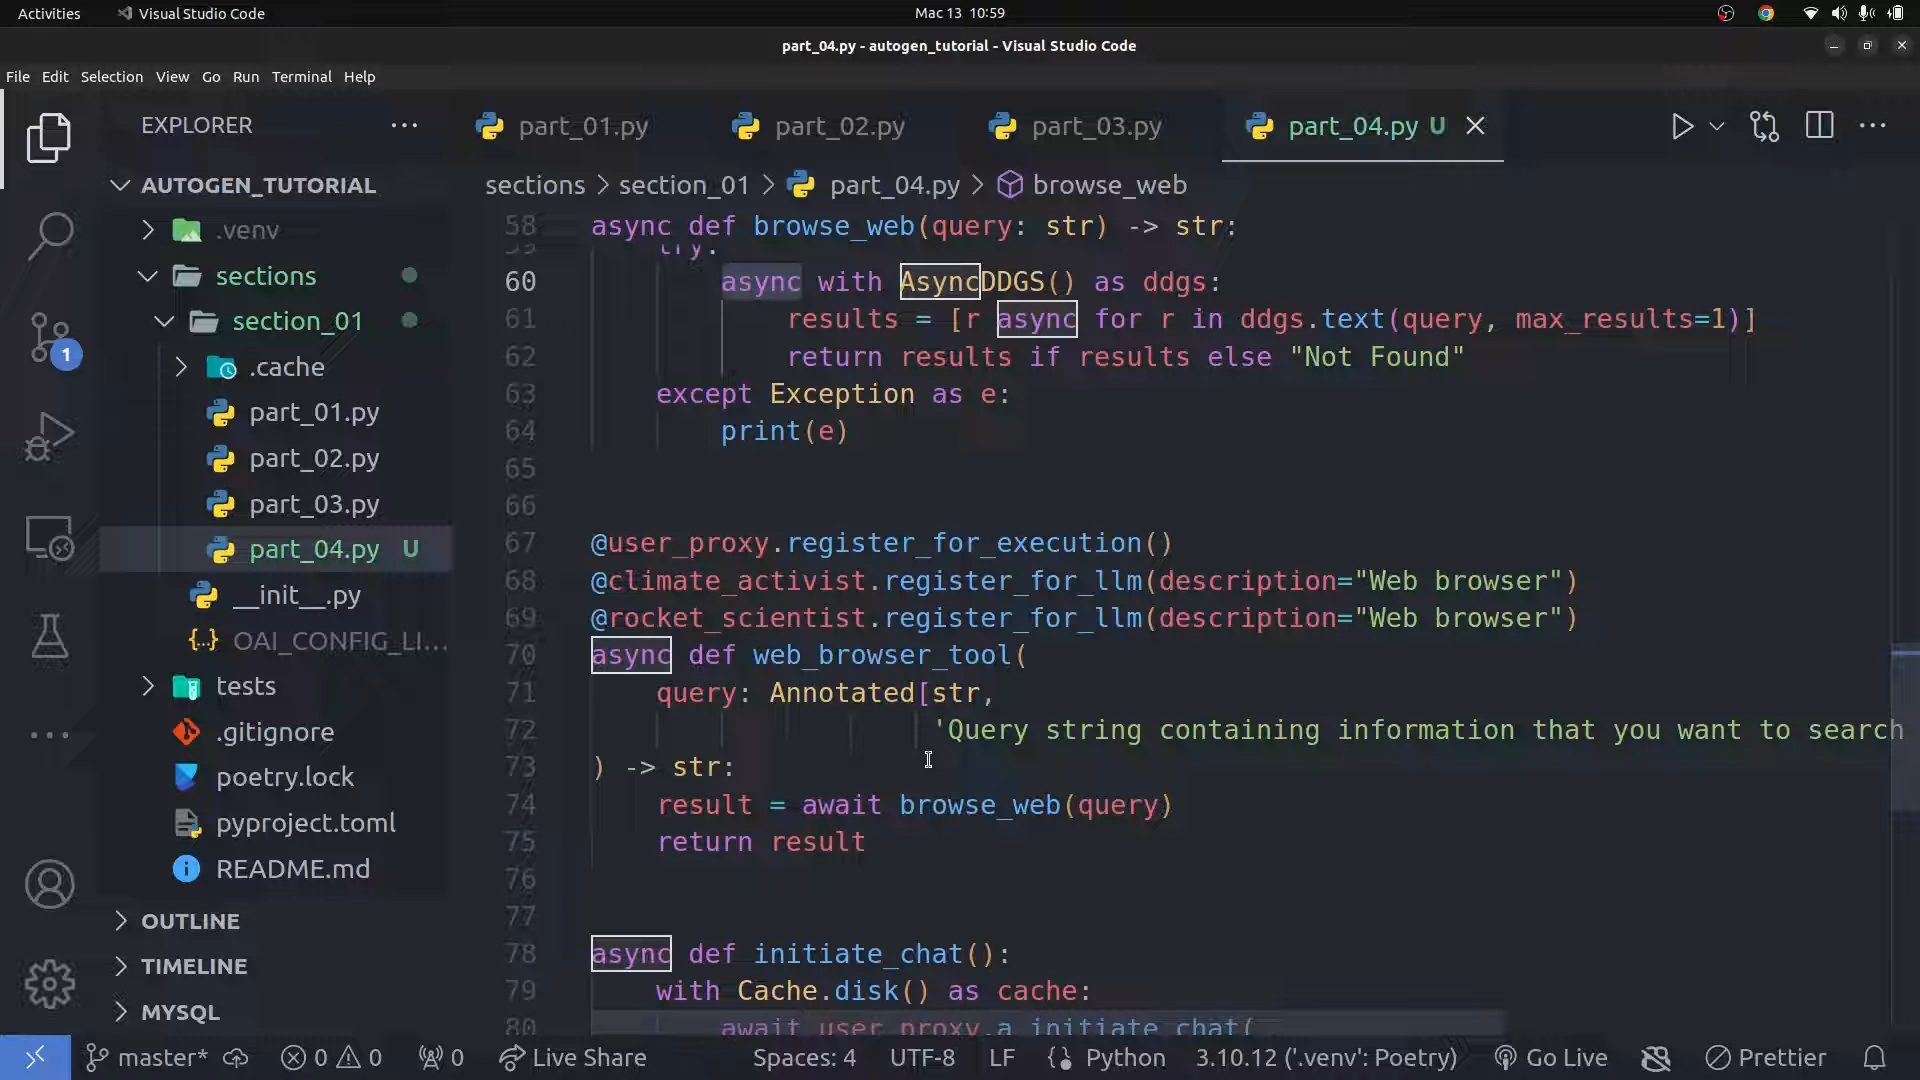 Activities
Visual Studio Code
Mac 13 10:59
part_04.py - autogen_tutorial - Visual Studio Code
File Edit Selection View Go Run Terminal Help
EXPLORER
part_01.py
part_02.py
part_03.py
part_04.py U
AUTOGEN_TUTORIAL
sections > section_01 > part_04.py > browse_web
.venv
sections
section_01
.cache
part_01.py
part_02.py
part_03.py
part_04.py U
__init__.py
OAI_CONFIG_LI...
tests
.gitignore
poetry.lock
pyproject.toml
README.md
OUTLINE
TIMELINE
MYSQL
1
58 async def browse_web(query: str) -> str:
59 try:
60 async with AsyncDDGS() as ddgs:
61 results = [r async for r in ddgs.text(query, max_results=1)]
62 return results if results else "Not Found"
63 except Exception as e:
64 print(e)
65
66
67 @user_proxy.register_for_execution()
68 @climate_activist.register_for_llm(description="Web browser")
69 @rocket_scientist.register_for_llm(description="Web browser")
70 async def web_browser_tool(
71 query: Annotated[str,
72 'Query string containing information that you want to search
73 ) -> str:
74 result = await browse_web(query)
75 return result
76
77
78 async def initiate_chat():
79 with Cache.disk() as cache:
80 await user_proxy.a_initiate_chat(
master* 0 0 0 Live Share Spaces: 4 UTF-8 LF Python 3.10.12 ('.venv': Poetry) Go Live Prettier